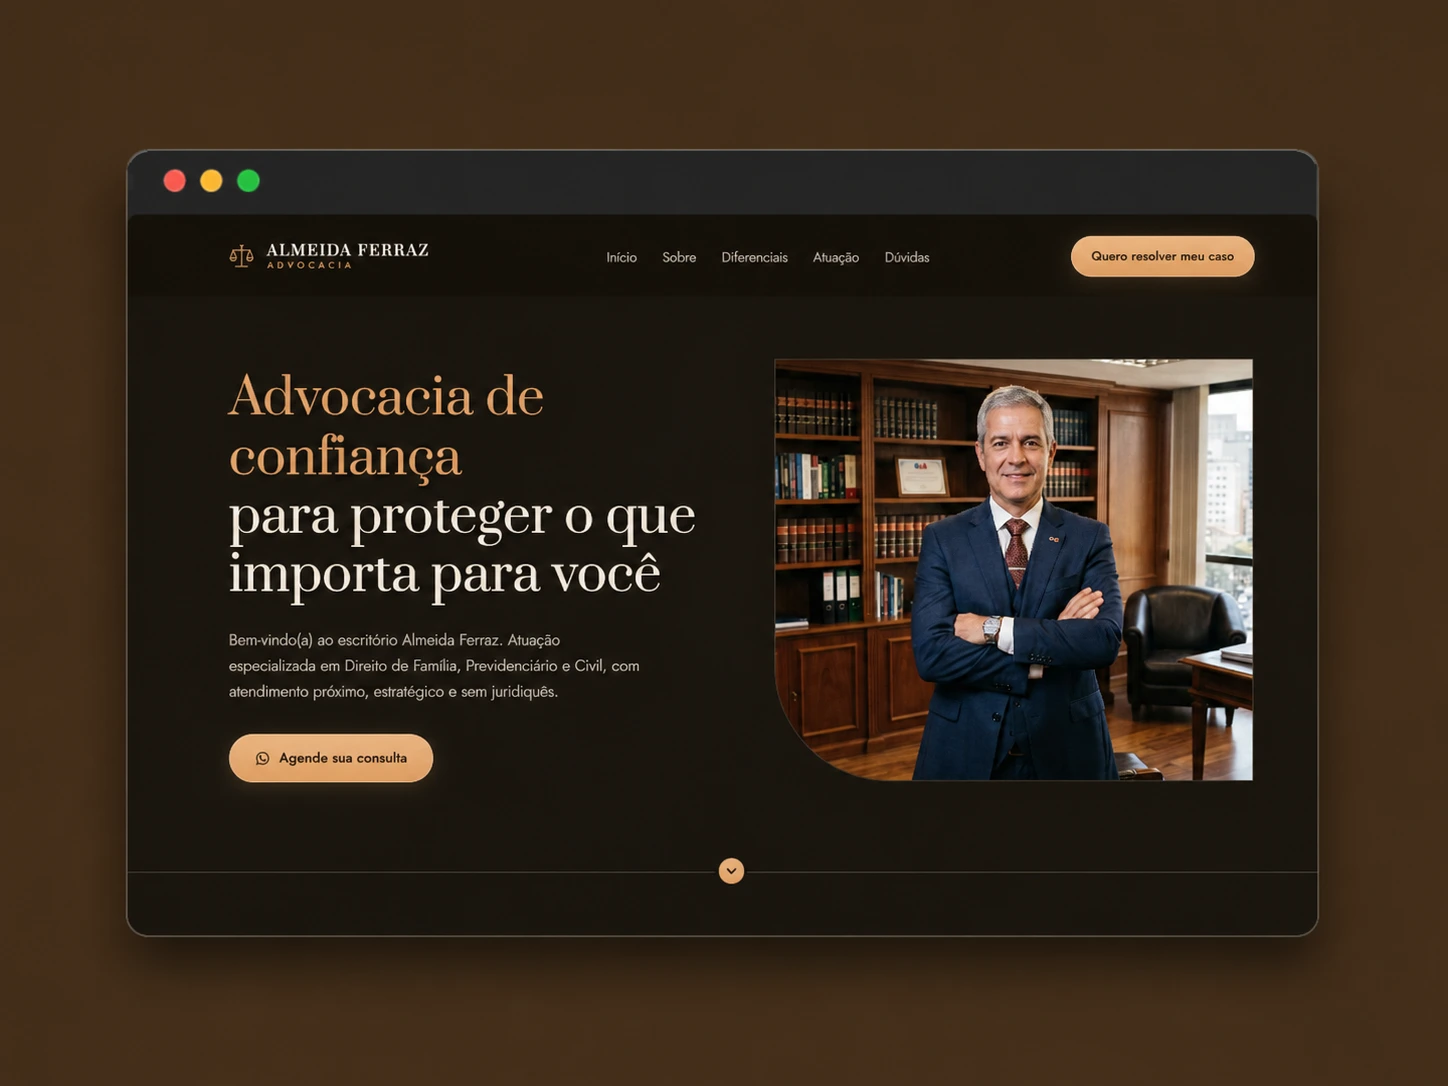 ALMEIDA FERRAZ
ADVOCACIA
Início
Sobre
Diferenciais
Atuação
Dúvidas
Quero resolver meu caso
Advocacia de
confiança
para proteger o que
importa para você
Bem-vindo(a) ao escritório Almeida Ferraz. Atuação
especializada em Direito de Família, Previdenciário e Civil, com
atendimento próximo, estratégico e sem juridiquês.
Agende sua consulta